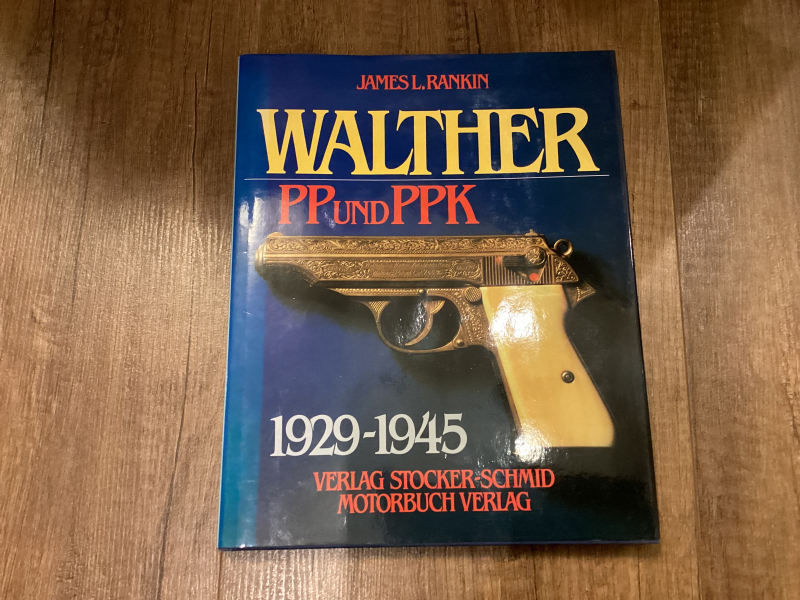 JAMES L. RANKIN
WALTHER
PP UND PPK
1929-1945
VERLAG STOCKER-SCHMID
MOTORBUCH VERLAG